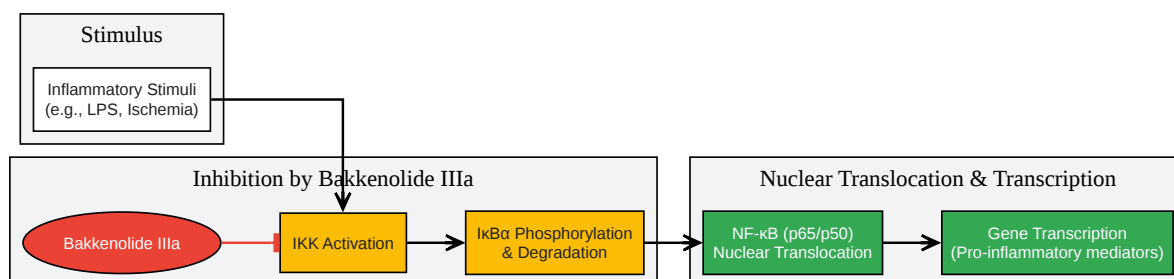 Stimulus
Inflammatory Stimuli
(e.g., LPS, Ischemia)
Inhibition by Bakkenolide IIIa
Bakkenolide IIIa
IKK Activation
IκBα Phosphorylation
& Degradation
Nuclear Translocation & Transcription
NF-κB (p65/p50)
Nuclear Translocation
Gene Transcription
(Pro-inflammatory mediators)